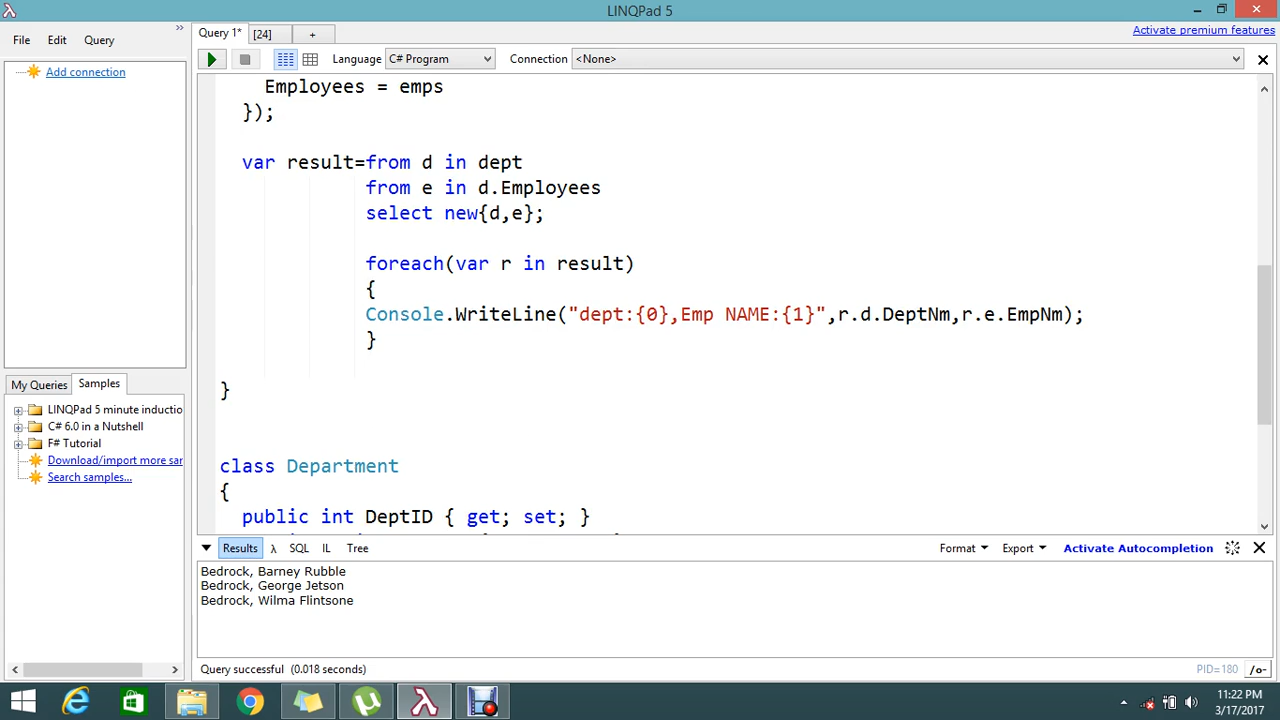 LINQPad 5
File Edit Query
Query 1* [24] +
Activate premium features
Language C# Program Connection <None>
Add connection
Employees = emps
});
var result=from d in dept
from e in d.Employees
select new{d,e};
foreach(var r in result)
{
Console.WriteLine("dept:{0},Emp NAME:{1}",r.d.DeptNm,r.e.EmpNm);
}
}
class Department
{
public int DeptID { get; set; }
My Queries Samples
LINQPad 5 minute inductio
C# 6.0 in a Nutshell
F# Tutorial
Download/import more sar
Search samples...
Results λ SQL IL Tree
Format Export Activate Autocompletion
Bedrock, Barney Rubble
Bedrock, George Jetson
Bedrock, Wilma Flintsone
Query successful (0.018 seconds)
PID=180 /o-
11:22 PM
3/17/2017